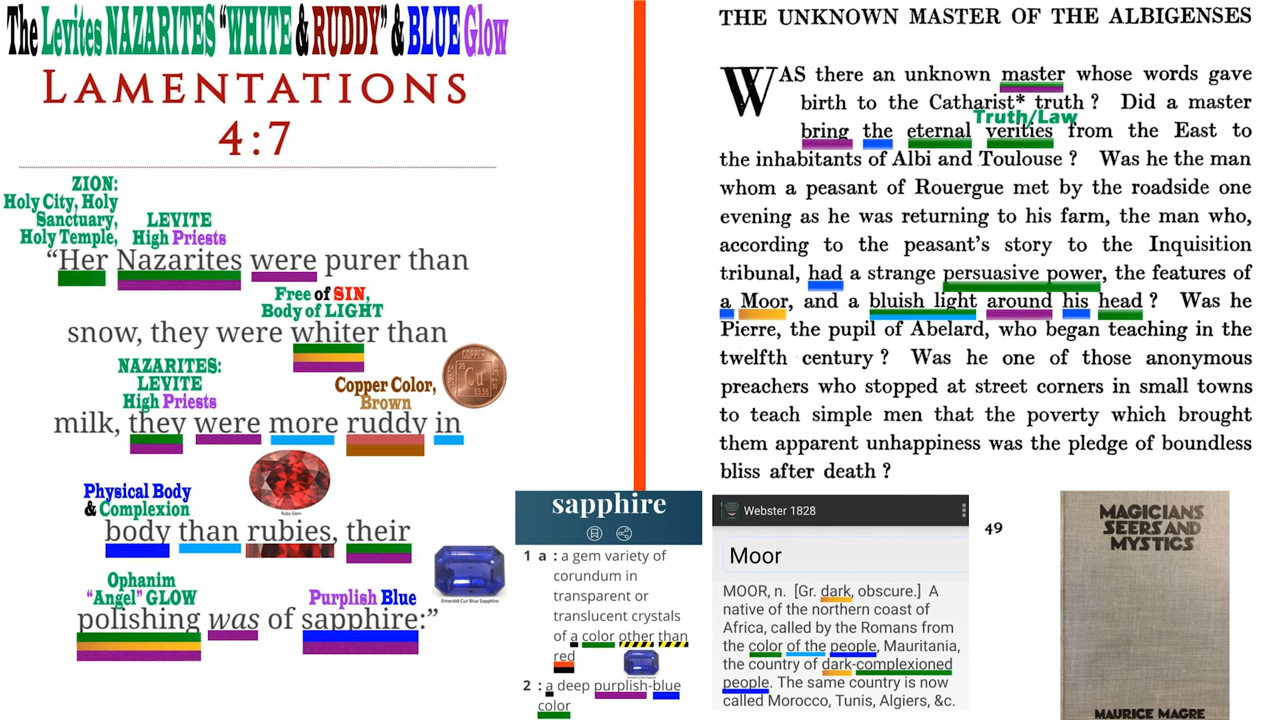 The Levites NAZARITES "WHITE & RUDDY" & BLUE Glow
LAMENTATIONS
4:7
ZION:
Holy City, Holy
Sanctuary,
Holy Temple,
LEVITE
High Priests
“Her Nazarites were purer than
Free of SIN,
Body of LIGHT
snow, they were whiter than
NAZARITES:
LEVITE
High Priests
Copper Color,
Brown
COPPER
Cu
milk, they were more ruddy in
Ruby Gem
Physical Body
& Complexion
body than rubies, their
Emerald Cut Blue Sapphire
Ophanim
"Angel" GLOW
Purplish Blue
polishing was of sapphire:”
sapphire
1 a : a gem variety of
corundum in
transparent or
translucent crystals
of a color other than
red
2 : a deep purplish-blue
color
THE UNKNOWN MASTER OF THE ALBIGENSES
WAS there an unknown master whose words gave
birth to the Catharist* truth ? Did a master
Truth/Law
bring the eternal verities from the East to
the inhabitants of Albi and Toulouse ? Was he the man
whom a peasant of Rouergue met by the roadside one
evening as he was returning to his farm, the man who,
according to the peasant's story to the Inquisition
tribunal, had a strange persuasive power, the features of
a Moor, and a bluish light around his head ? Was he
Pierre, the pupil of Abelard, who began teaching in the
twelfth century ? Was he one of those anonymous
preachers who stopped at street corners in small towns
to teach simple men that the poverty which brought
them apparent unhappiness was the pledge of boundless
bliss after death ?
49
Webster 1828
Moor
MOOR, n. [Gr. dark, obscure.] A
native of the northern coast of
Africa, called by the Romans from
the color of the people, Mauritania,
the country of dark-complexioned
people. The same country is now
called Morocco, Tunis, Algiers, &c.
MAGICIANS
SEERS AND
MYSTICS
MAURICE MAGRE